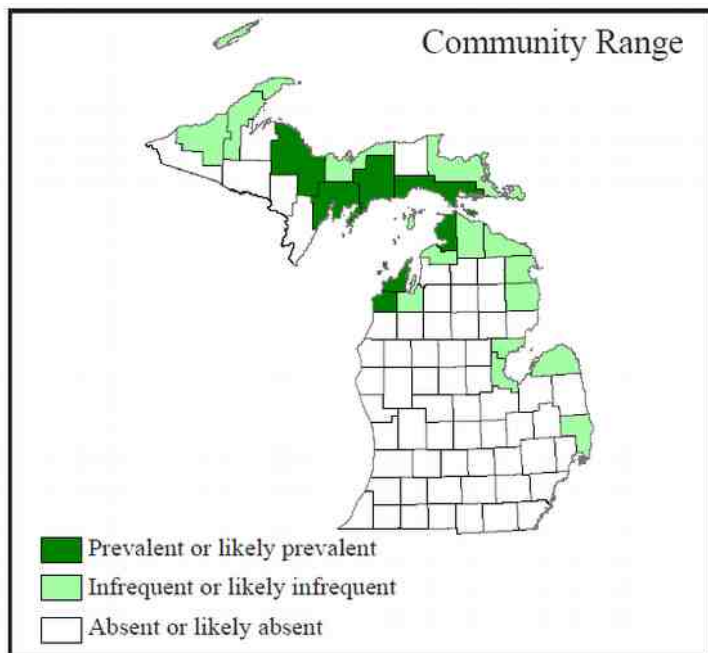 Community Range
Prevalent or likely prevalent
Infrequent or likely infrequent
Absent or likely absent